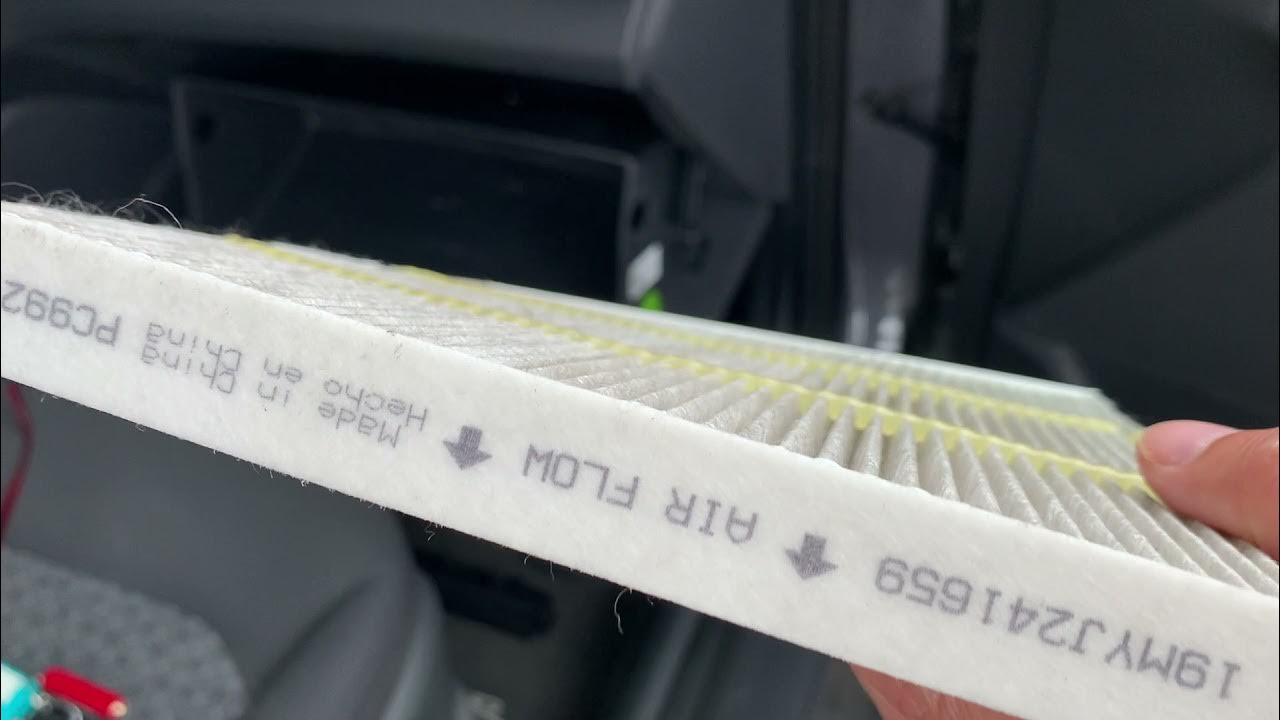 19MYJ241659 ↑ AIR FLOW ↑
Made in China
Hecho en China
PC992